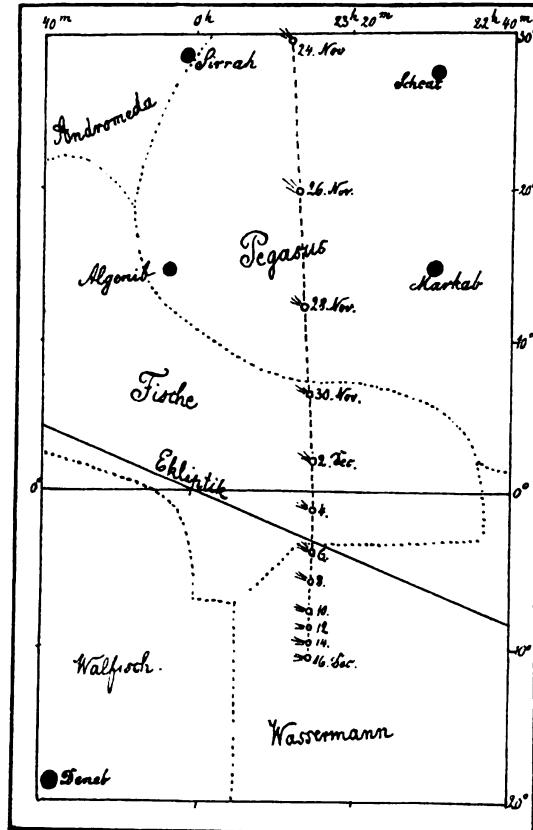 40ᵐ 0ʰ 23ʰ 20ᵐ 22ʰ 40ᵐ
30°
24. Nov
Sirrah
Scheat
Andromeda
20°
26. Nov.
Pegasus
Algenib
Markab
28. Nov.
10°
Fische
30. Nov.
Ekliptik
2. Dec.
0° 0°
4.
6.
8.
10.
12
14.
16. Dec.
10°
Walfisch.
Wassermann
Deneb
20°